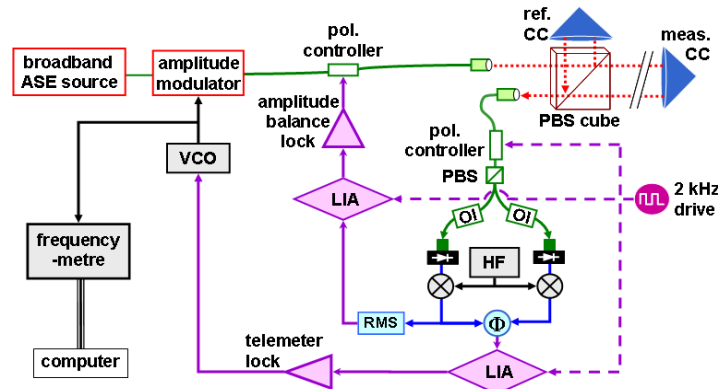 ref.
CC
meas.
CC
pol.
controller
broadband
ASE source
amplitude
modulator
amplitude
balance
lock
PBS cube
pol.
controller
VCO
PBS
LIA
2 kHz
drive
OI
OI
frequency
-metre
HF
RMS
Φ
telemeter
lock
computer
LIA